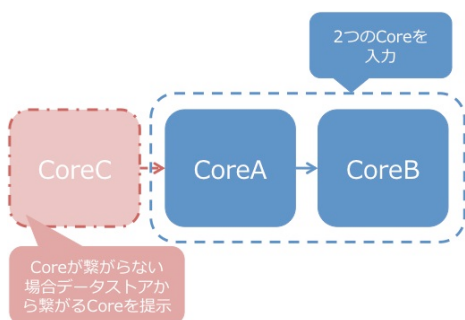 2つのCoreを
入力
CoreC
CoreA
CoreB
Coreが繋がらない
場合データストアか
ら繋がるCoreを提示